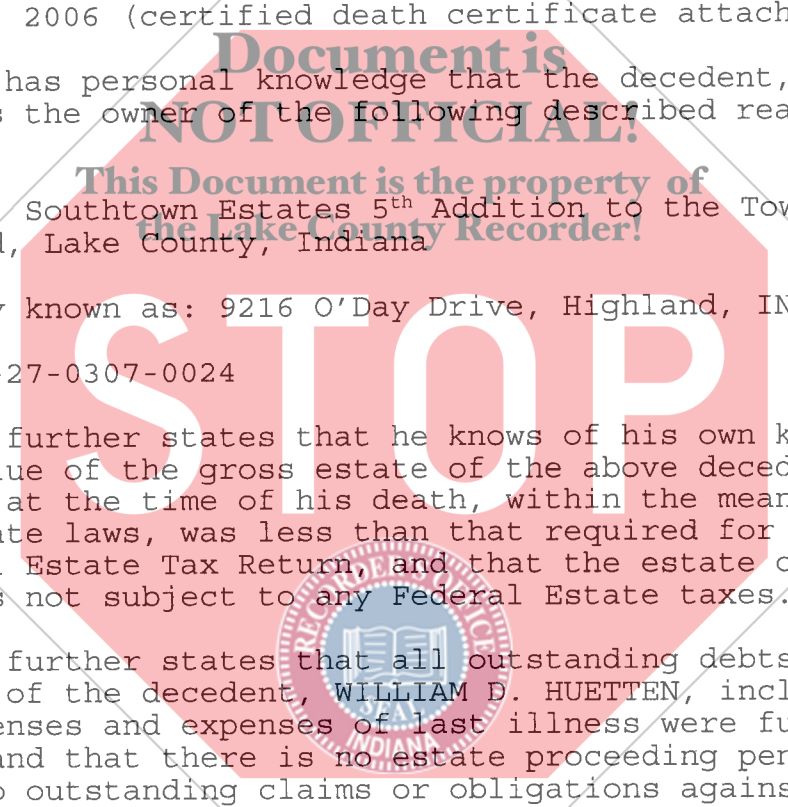 2006 (certified death certificate attach
Document is
has personal knowledge that the decedent,
s the owner of the following described rea
NOT OFFICIAL!
This Document is the property of
Southtown Estates 5th Addition to the Tow
the Lake County Recorder!
d, Lake County, Indiana
y known as: 9216 O'Day Drive, Highland, IN
-27-0307-0024
STOP
further states that he knows of his own k
lue of the gross estate of the above deced
at the time of his death, within the mean
ate laws, was less than that required for
l Estate Tax Return, and that the estate o
s not subject to any Federal Estate taxes.
RECORDER'S OFFICE
further states that all outstanding debts
of the decedent, WILLIAM D. HUETTEN, incl
SEAL
enses and expenses of last illness were fu
INDIANA
and that there is no estate proceeding pen
o outstanding claims or obligations agains